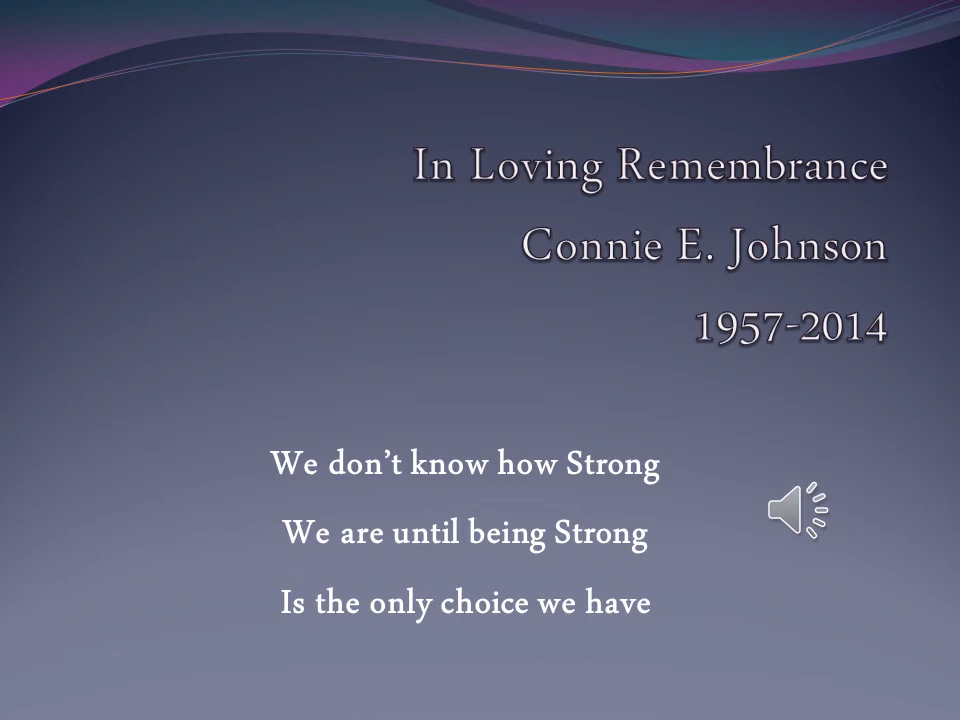 In Loving Remembrance
Connie E. Johnson
1957-2014
We don’t know how Strong
We are until being Strong
Is the only choice we have